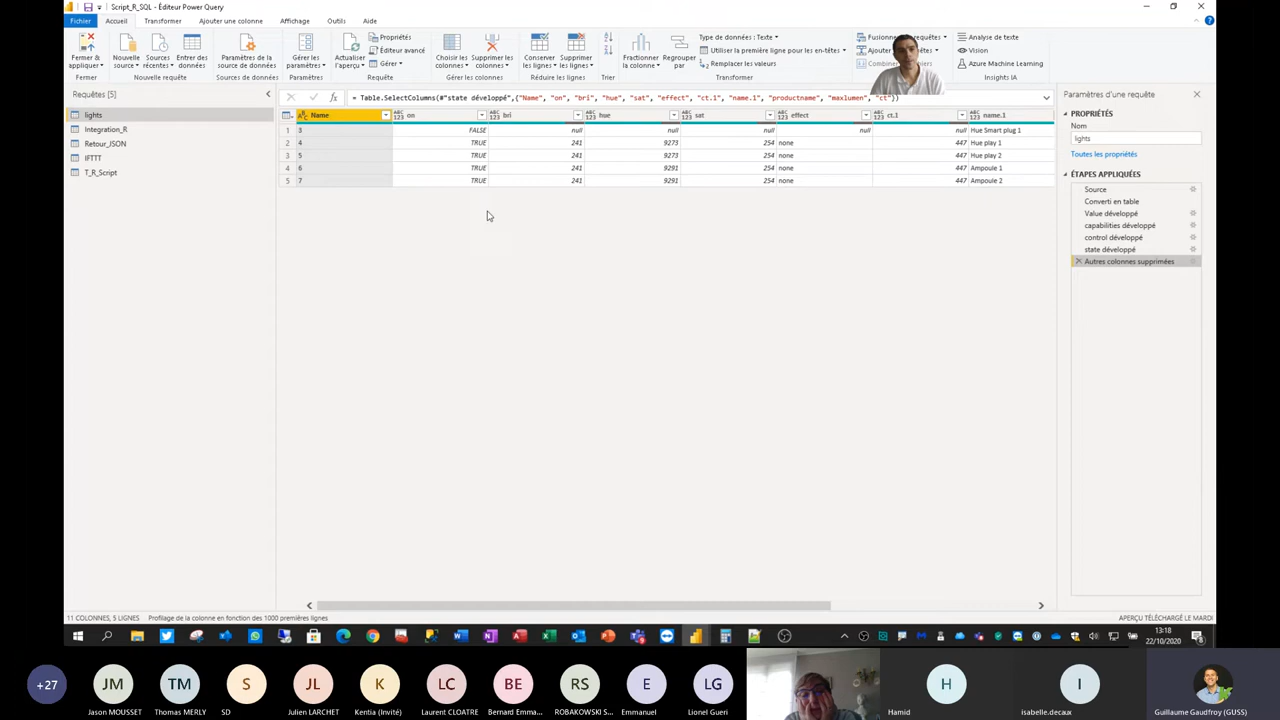 Script_R_SQL - Éditeur Power Query
Fichier Accueil Transformer Ajouter une colonne Affichage Outils Aide
Fermer & appliquer
Fermer
Nouvelle source
Sources récentes
Entrer des données
Nouvelle requête
Paramètres de la source de données
Sources de données
Gérer les paramètres
Paramètres
Actualiser l'aperçu
Propriétés
Éditeur avancé
Gérer
Requête
Choisir les colonnes
Supprimer les colonnes
Gérer les colonnes
Conserver les lignes
Supprimer les lignes
Réduire les lignes
Trier
Fractionner la colonne
Regrouper par
Type de données : Texte
Utiliser la première ligne pour les en-têtes
Remplacer les valeurs
Transformer
Fusion
Ajouter
Combiner
Analyse de texte
Vision
Azure Machine Learning
Insights IA
Requêtes [5]
lights
Integration_R
Retour_JSON
IFTTT
T_R_Script
= Table.SelectColumns(#"state développé",{"Name", "on", "bri", "hue", "sat", "effect", "ct.1", "name.1", "productname", "maxlumen", "ct"})
Name on bri hue sat effect ct.1 name.1
1 3 FALSE null null null null null Hue Smart plug 1
2 4 TRUE 241 9273 254 none 447 Hue play 1
3 5 TRUE 241 9273 254 none 447 Hue play 2
4 6 TRUE 241 9291 254 none 447 Ampoule 1
5 7 TRUE 241 9291 254 none 447 Ampoule 2
Paramètres d'une requête
PROPRIÉTÉS
Nom
lights
Toutes les propriétés
ÉTAPES APPLIQUÉES
Source
Converti en table
Value développé
capabilities développé
control développé
state développé
Autres colonnes supprimées
11 COLONNES, 5 LIGNES Profilage de la colonne en fonction des 1000 premières lignes
APERÇU TÉLÉCHARGÉ LE MARDI
13:18
22/10/2020
+27 JM TM S JL K LC BE RS E LG H I
Jason MOUSSET Thomas MERLY SD Julien LARCHET Kentia (Invité) Laurent CLOATRE Bernard Emma... ROBAKOWSKI S... Emmanuel Lionel Gueri Hamid isabelle.decaux Guillaume Gaudfroy (GUSS)